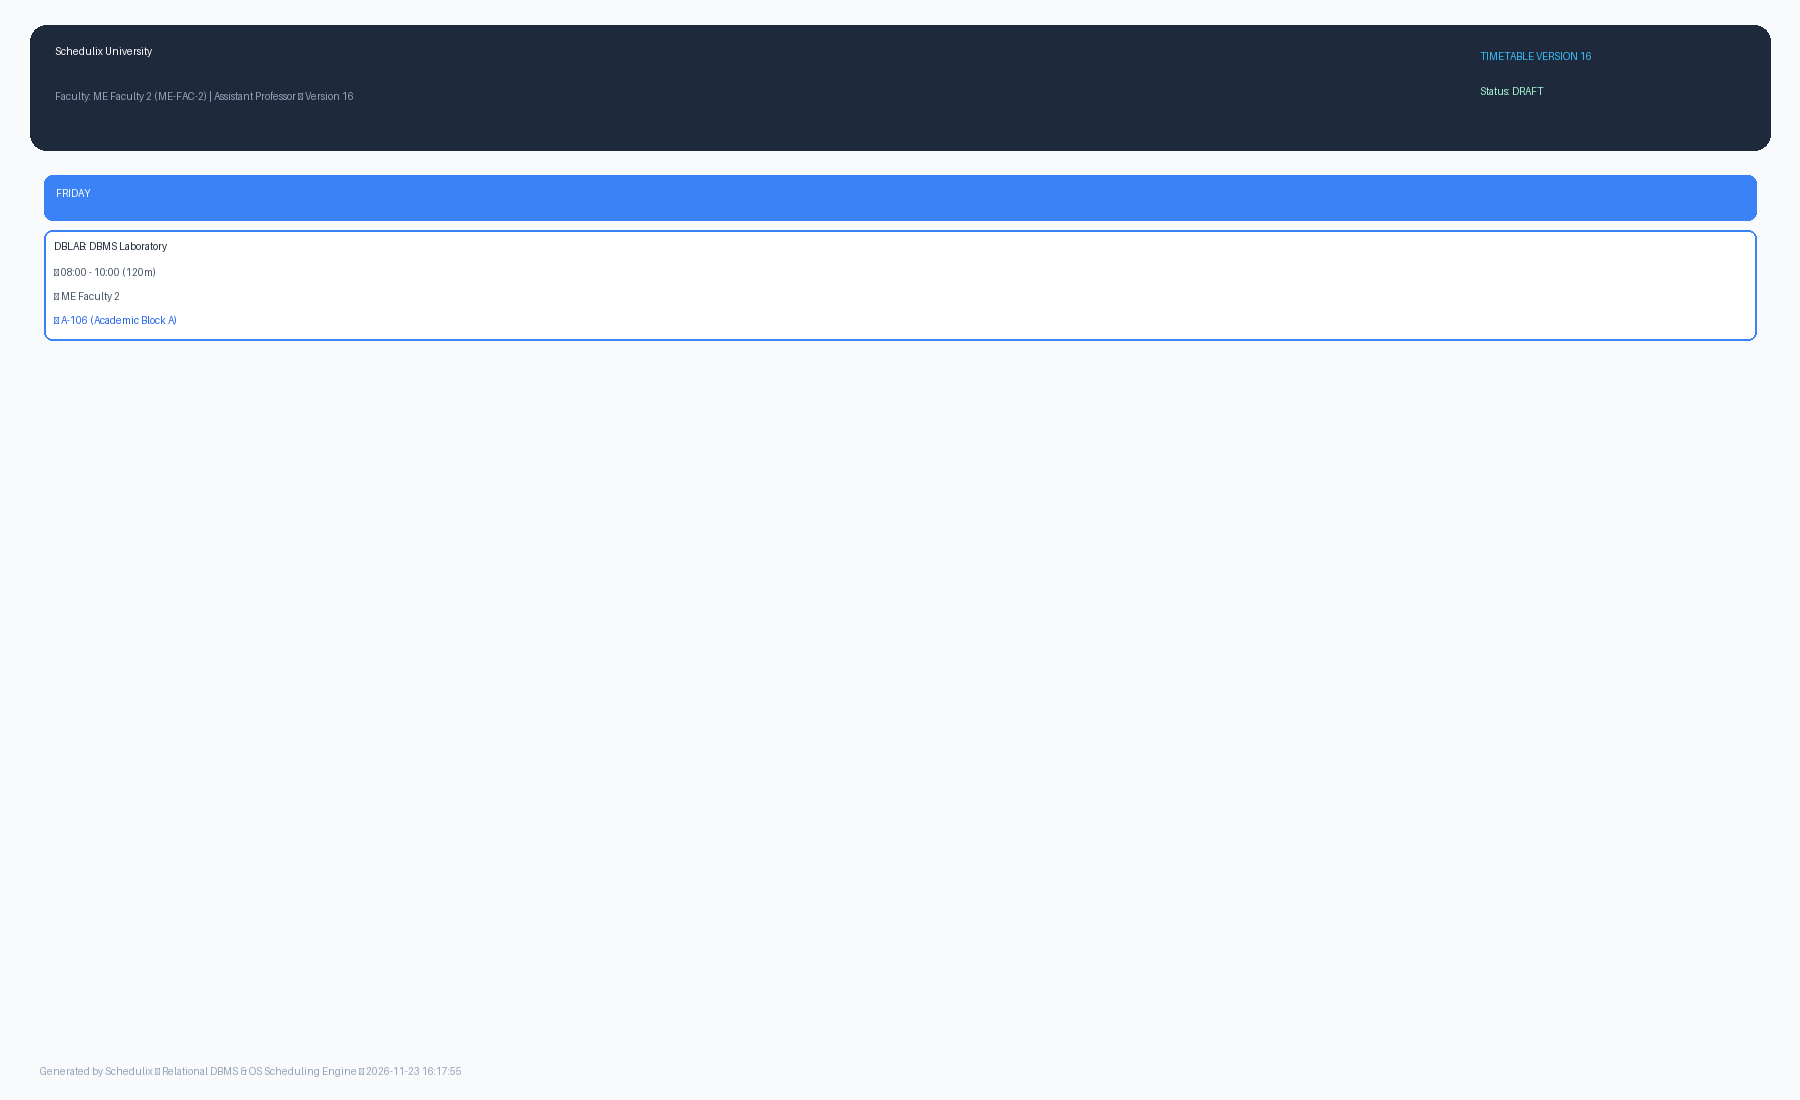 Schedulix University
TIMETABLE VERSION 16
Faculty: ME Faculty 2 (ME-FAC-2) | Assistant Professor ▯ Version 16
Status: DRAFT
FRIDAY
DBLAB: DBMS Laboratory
▯ 08:00 - 10:00 (120m)
▯ ME Faculty 2
▯ A-106 (Academic Block A)
Generated by Schedulix ▯ Relational DBMS & OS Scheduling Engine ▯ 2026-11-23 16:17:55